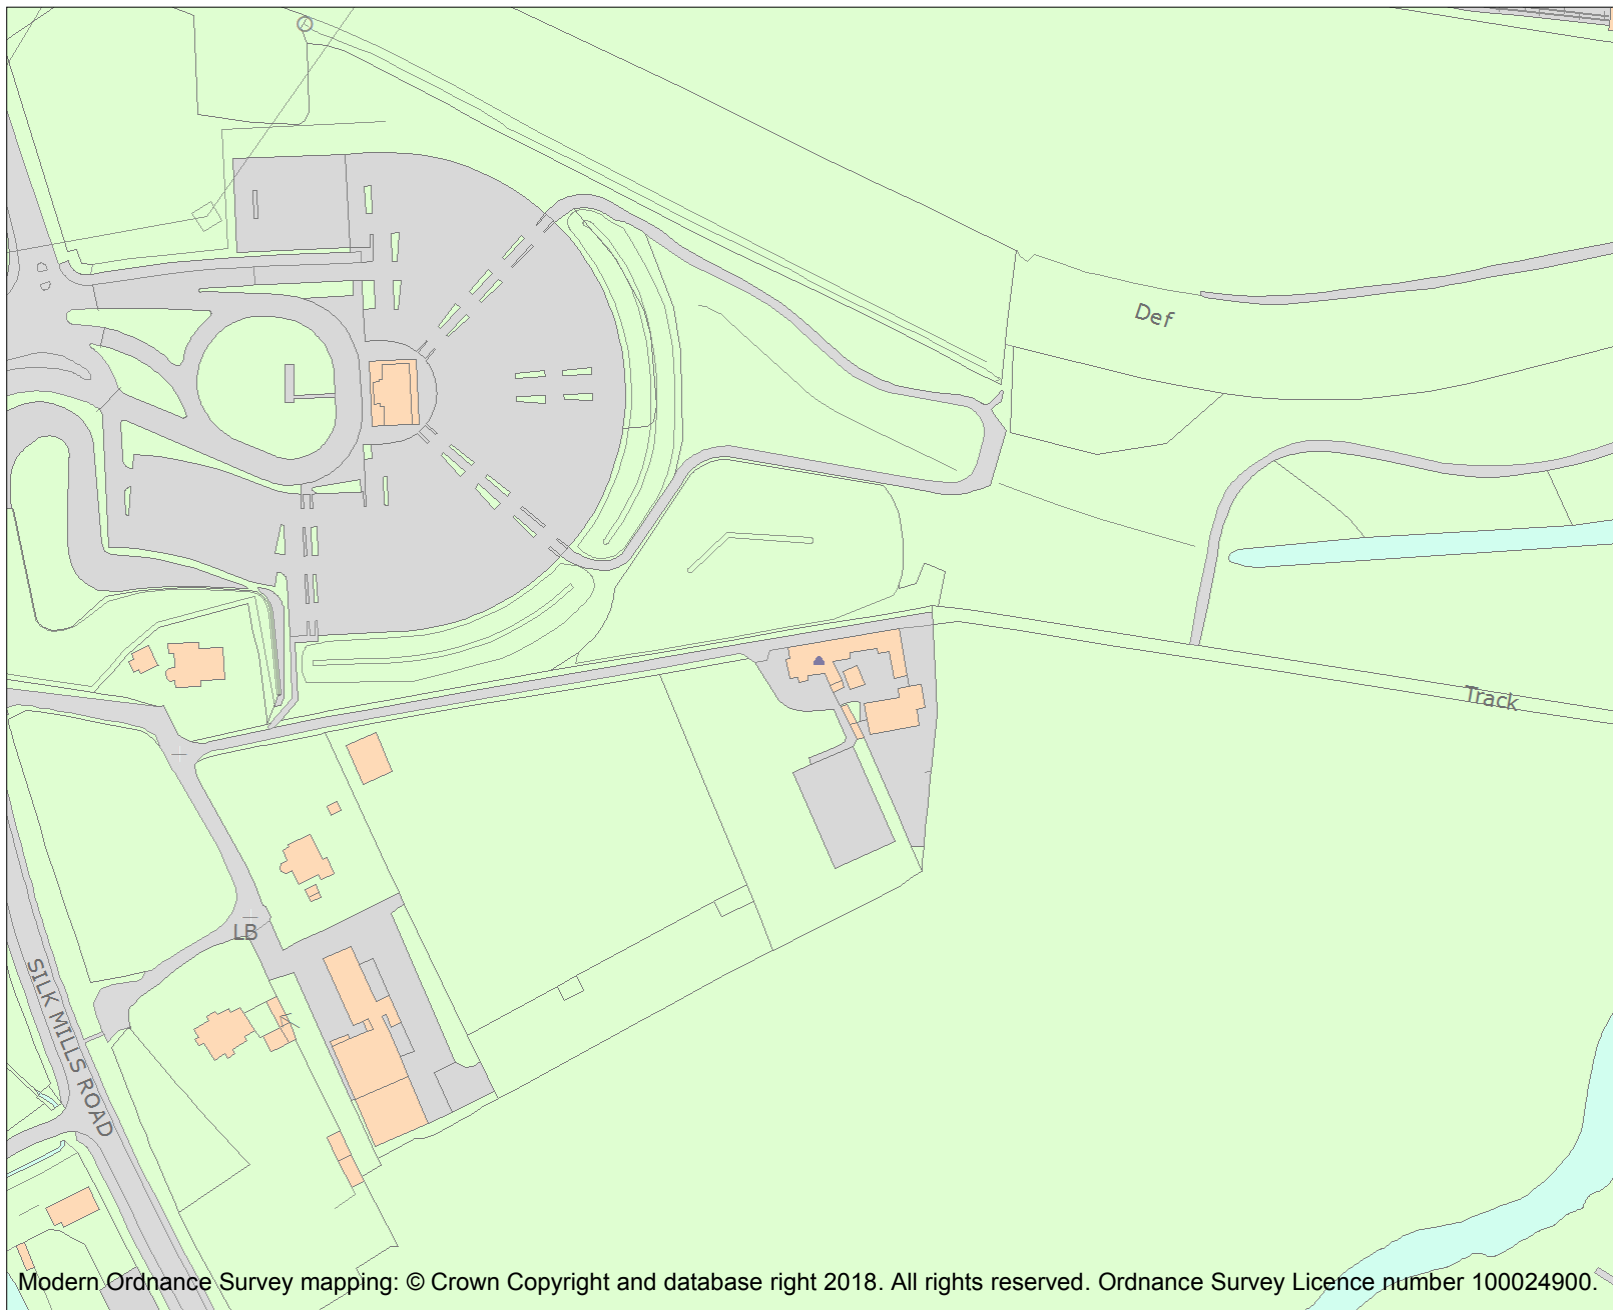 Def
Track
LB
SILK MILLS ROAD
Modern Ordnance Survey mapping: © Crown Copyright and database right 2018. All rights reserved. Ordnance Survey Licence number 100024900.